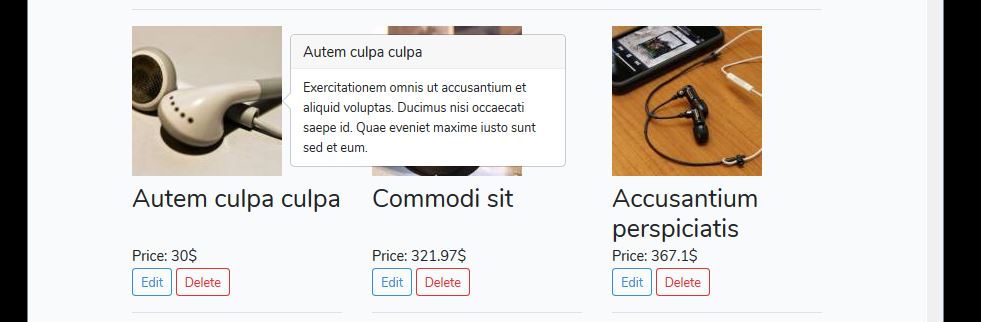 Autem culpa culpa
Exercitationem omnis ut accusantium et
aliquid voluptas. Ducimus nisi occaecati
saepe id. Quae eveniet maxime iusto sunt
sed et eum.
Autem culpa culpa
Price: 30$
Edit Delete
Commodi sit
Price: 321.97$
Edit Delete
Accusantium
perspiciatis
Price: 367.1$
Edit Delete